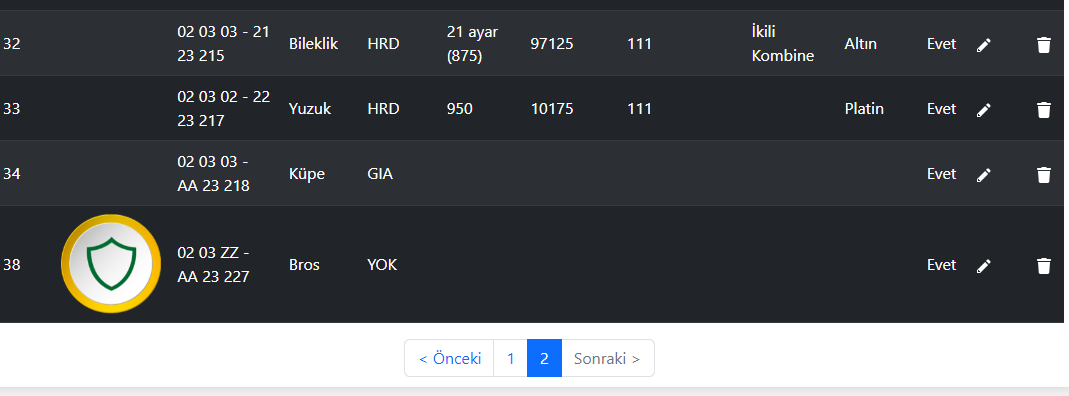 32 02 03 03 - 21 23 215 Bileklik HRD 21 ayar (875) 97125 111 İkili Kombine Altın Evet
33 02 03 02 - 22 23 217 Yuzuk HRD 950 10175 111 Platin Evet
34 02 03 03 - AA 23 218 Küpe GIA Evet
38 02 03 ZZ - AA 23 227 Bros YOK Evet
< Önceki 1 2 Sonraki >